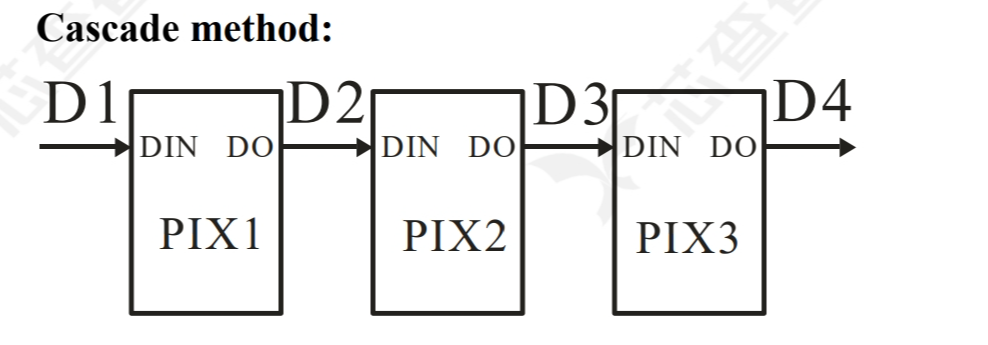 Cascade method:
D1 D2 D3 D4
DIN DO DIN DO DIN DO
PIX1 PIX2 PIX3